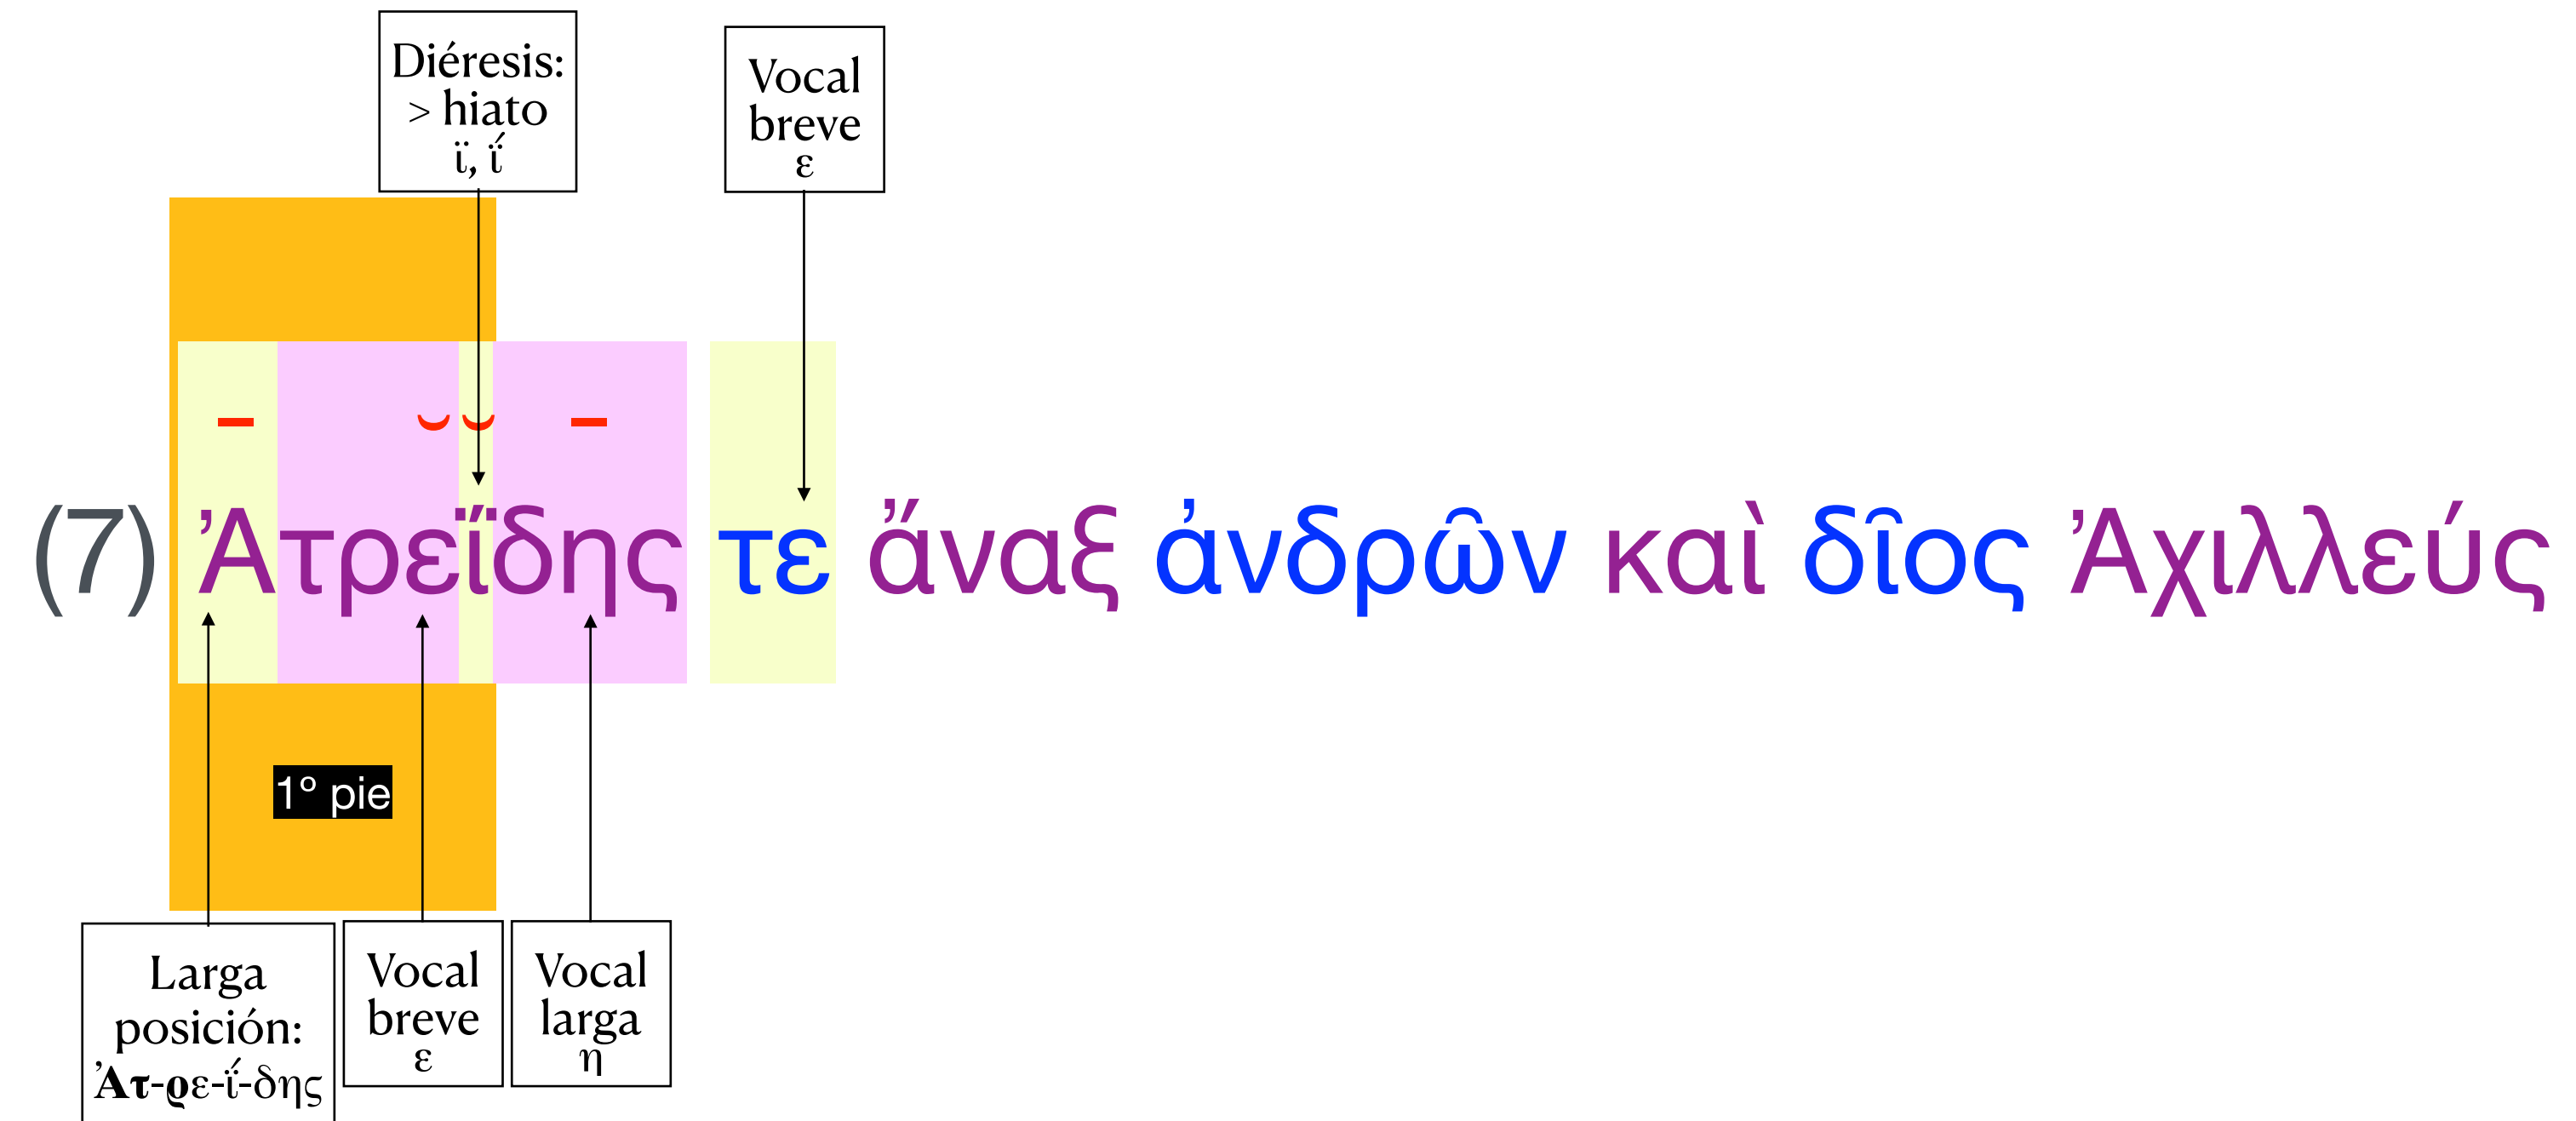 Diéresis:
> hiato
ϊ, ΐ
Vocal
breve
ε
- ⏑ ⏑ -
(7) Ἀτρεΐδης τε ἄναξ ἀνδρῶν καὶ δῖος Ἀχιλλεύς
1º pie
Larga
posición:
Ἀτ-ρε-ΐ-δης
Vocal
breve
ε
Vocal
larga
η